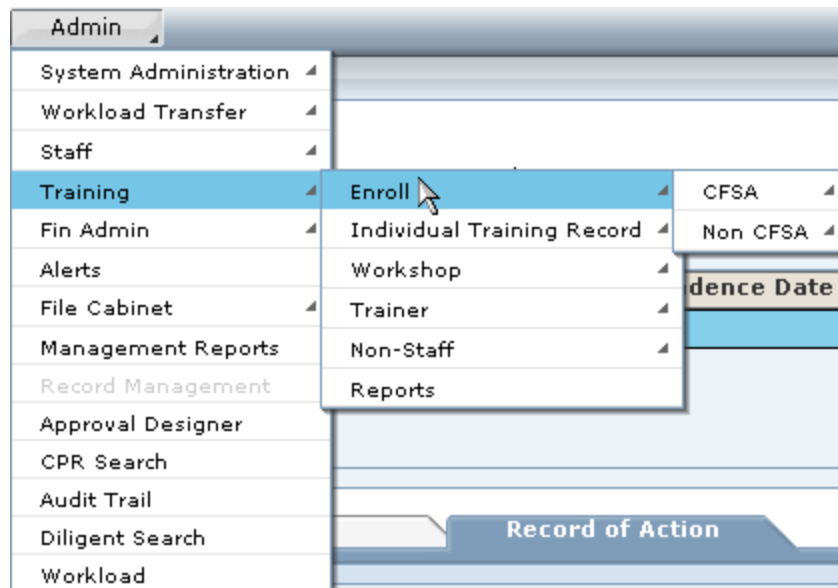 Admin
System Administration
Workload Transfer
Staff
Training
Fin Admin
Alerts
File Cabinet
Management Reports
Record Management
Approval Designer
CPR Search
Audit Trail
Diligent Search
Workload
Enroll
Individual Training Record
Workshop
Trainer
Non-Staff
Reports
CFSA
Non CFSA
dence Date
Record of Action